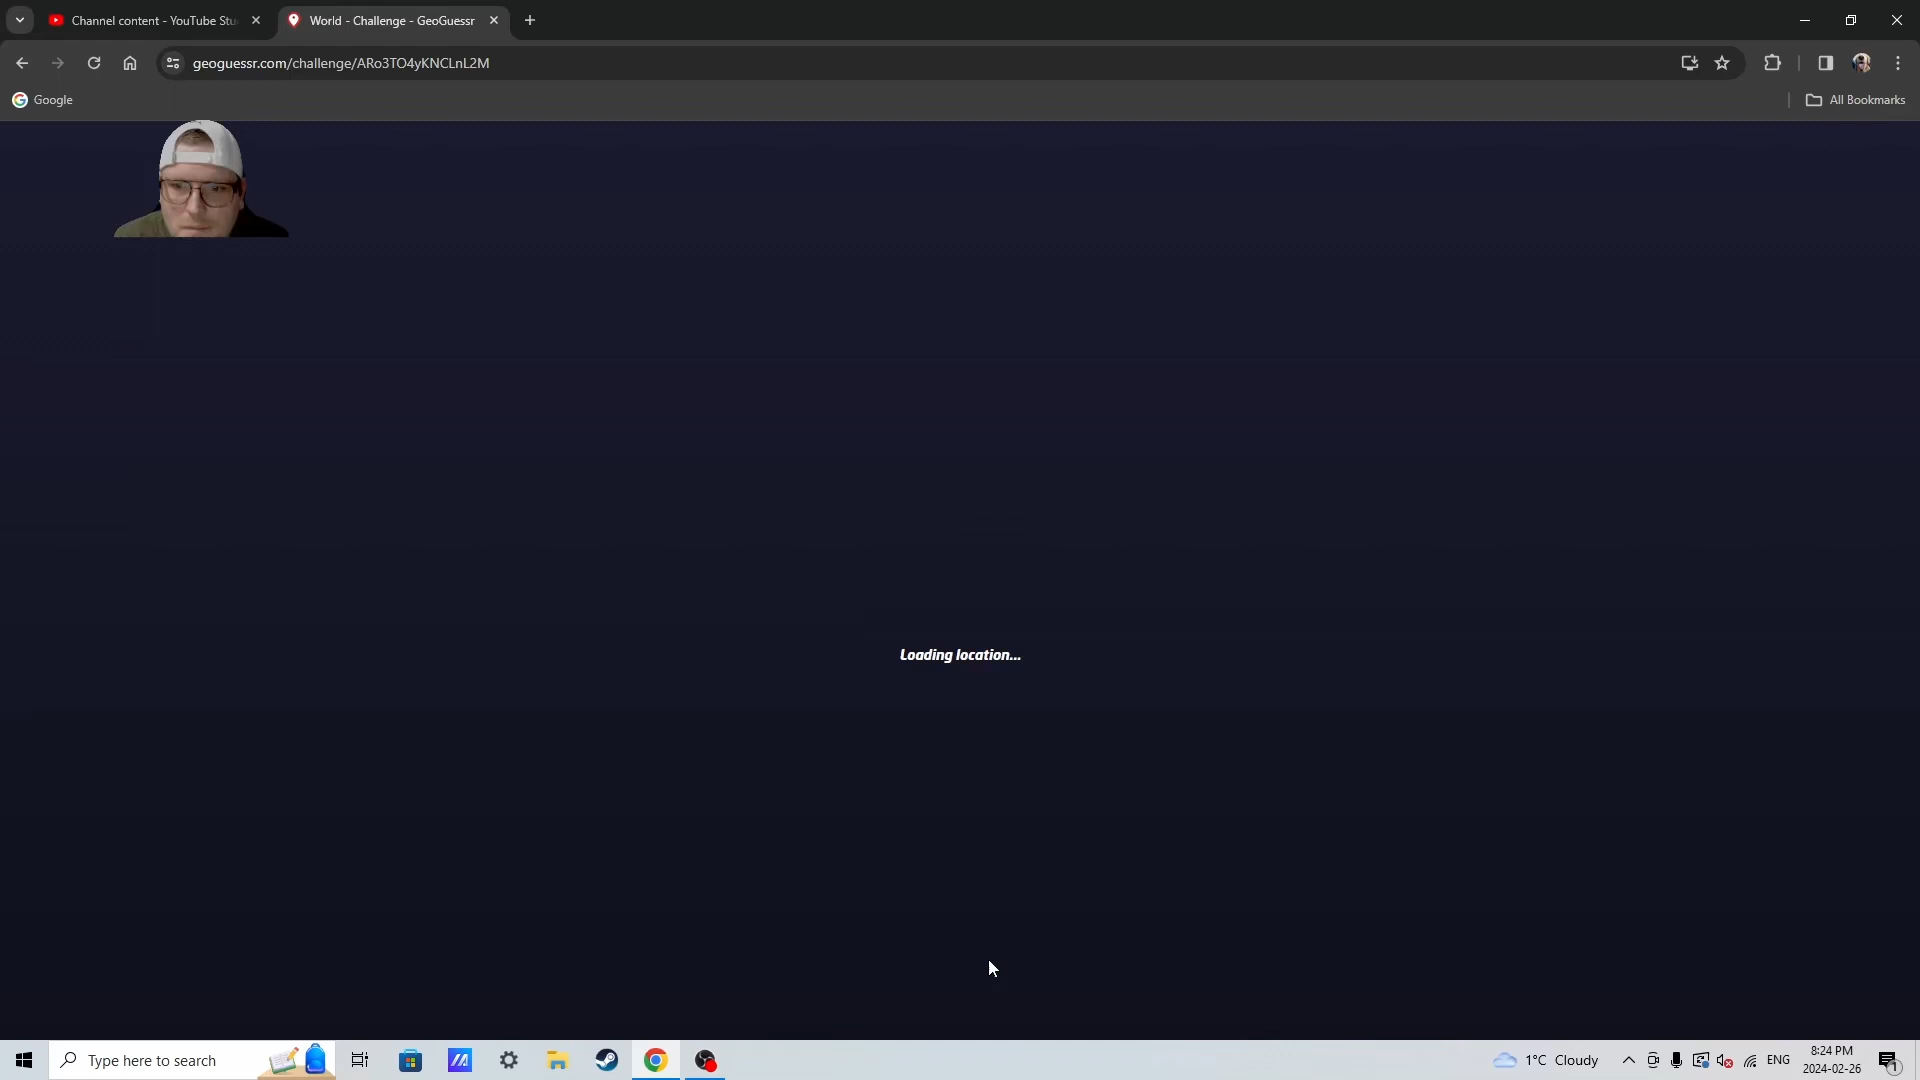 Channel content - YouTube Stu
World - Challenge - GeoGuessr
geoguessr.com/challenge/ARo3TO4yKNCLnL2M
Google
All Bookmarks
Loading location...
Type here to search
1°C Cloudy
ENG
8:24 PM
2024-02-26
1